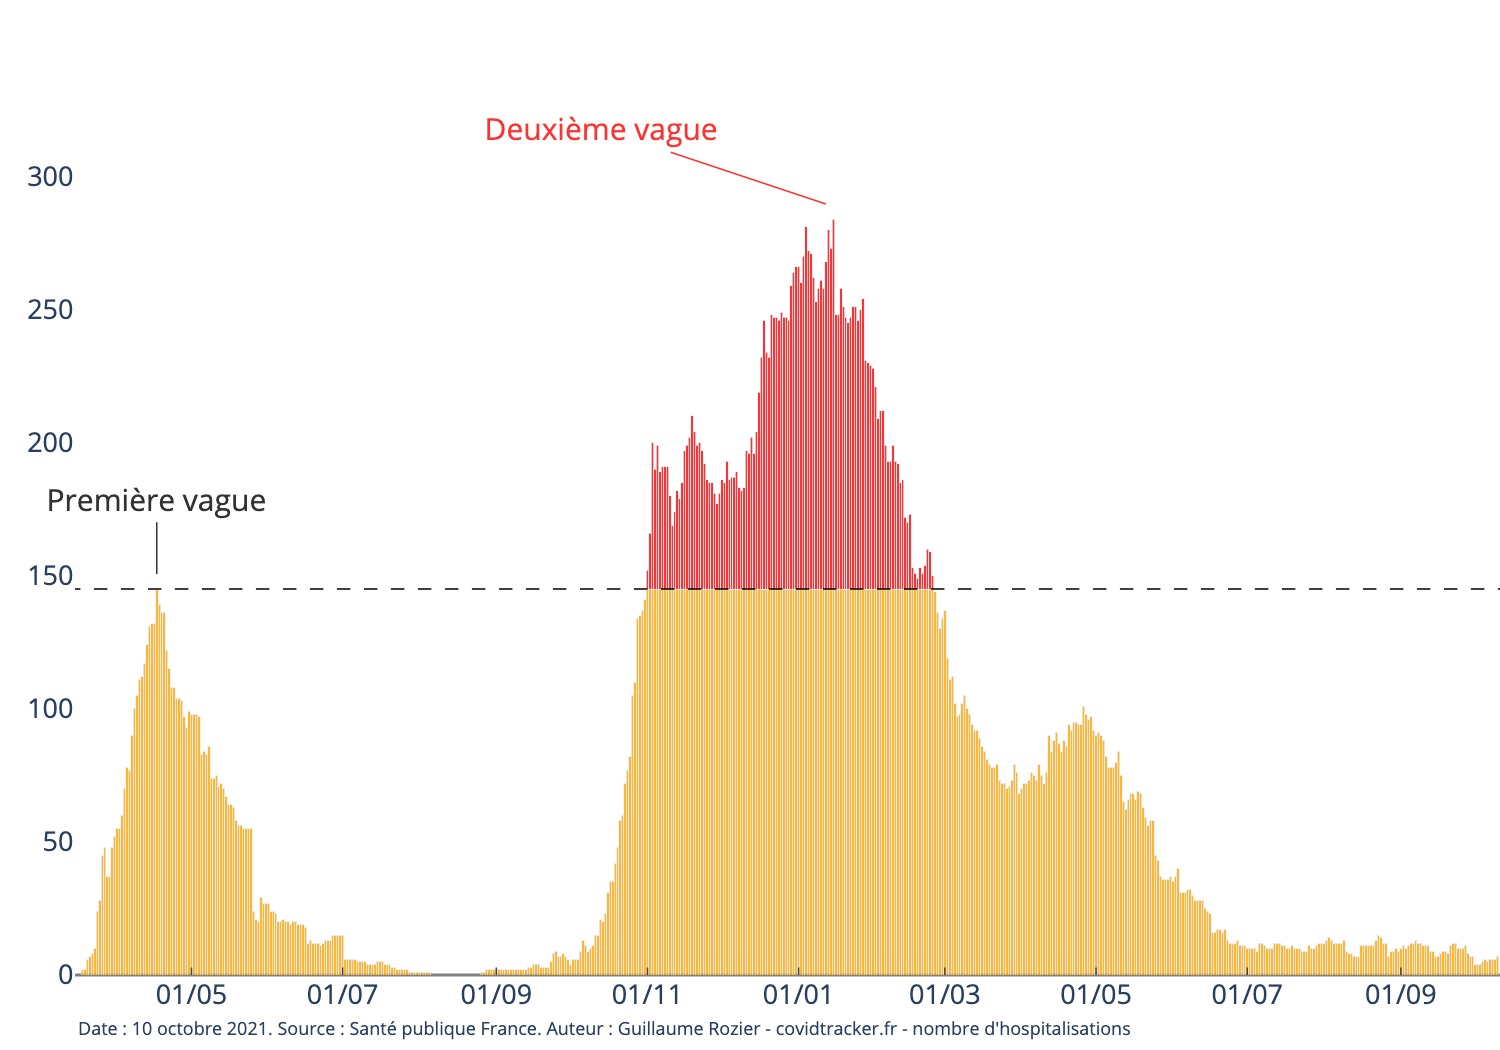 Deuxième vague
300
250
200
Première vague
150
100
50
0
01/05 01/07 01/09 01/11 01/01 01/03 01/05 01/07 01/09
Date : 10 octobre 2021. Source : Santé publique France. Auteur : Guillaume Rozier - covidtracker.fr - nombre d'hospitalisations